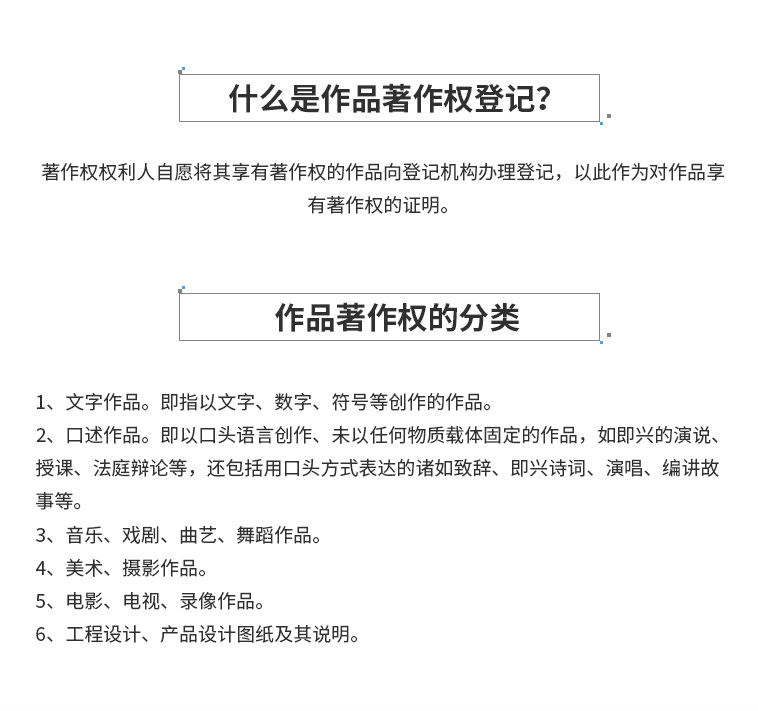 什么是作品著作权登记？
著作权权利人自愿将其享有著作权的作品向登记机构办理登记，以此作为对作品享
有著作权的证明。
作品著作权的分类
1、文字作品。即指以文字、数字、符号等创作的作品。
2、口述作品。即以口头语言创作、未以任何物质载体固定的作品，如即兴的演说、
授课、法庭辩论等，还包括用口头方式表达的诸如致辞、即兴诗词、演唱、编讲故
事等。
3、音乐、戏剧、曲艺、舞蹈作品。
4、美术、摄影作品。
5、电影、电视、录像作品。
6、工程设计、产品设计图纸及其说明。